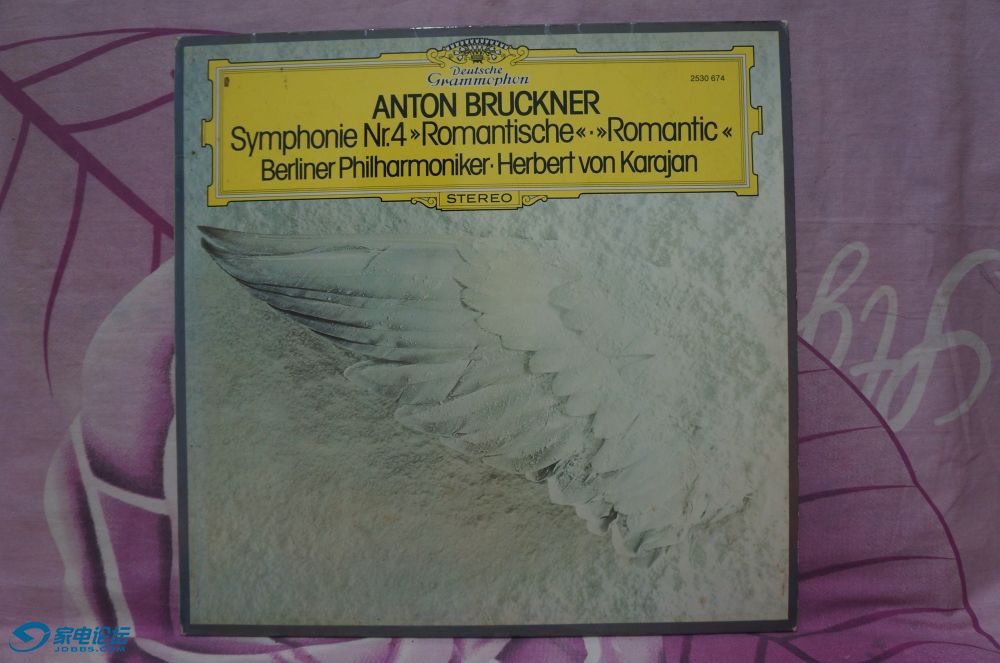 Deutsche
Grammophon
2530 674
ANTON BRUCKNER
Symphonie Nr.4 »Romantische«·»Romantic«
Berliner Philharmoniker·Herbert von Karajan
STEREO
家电论坛
JDBBS.COM